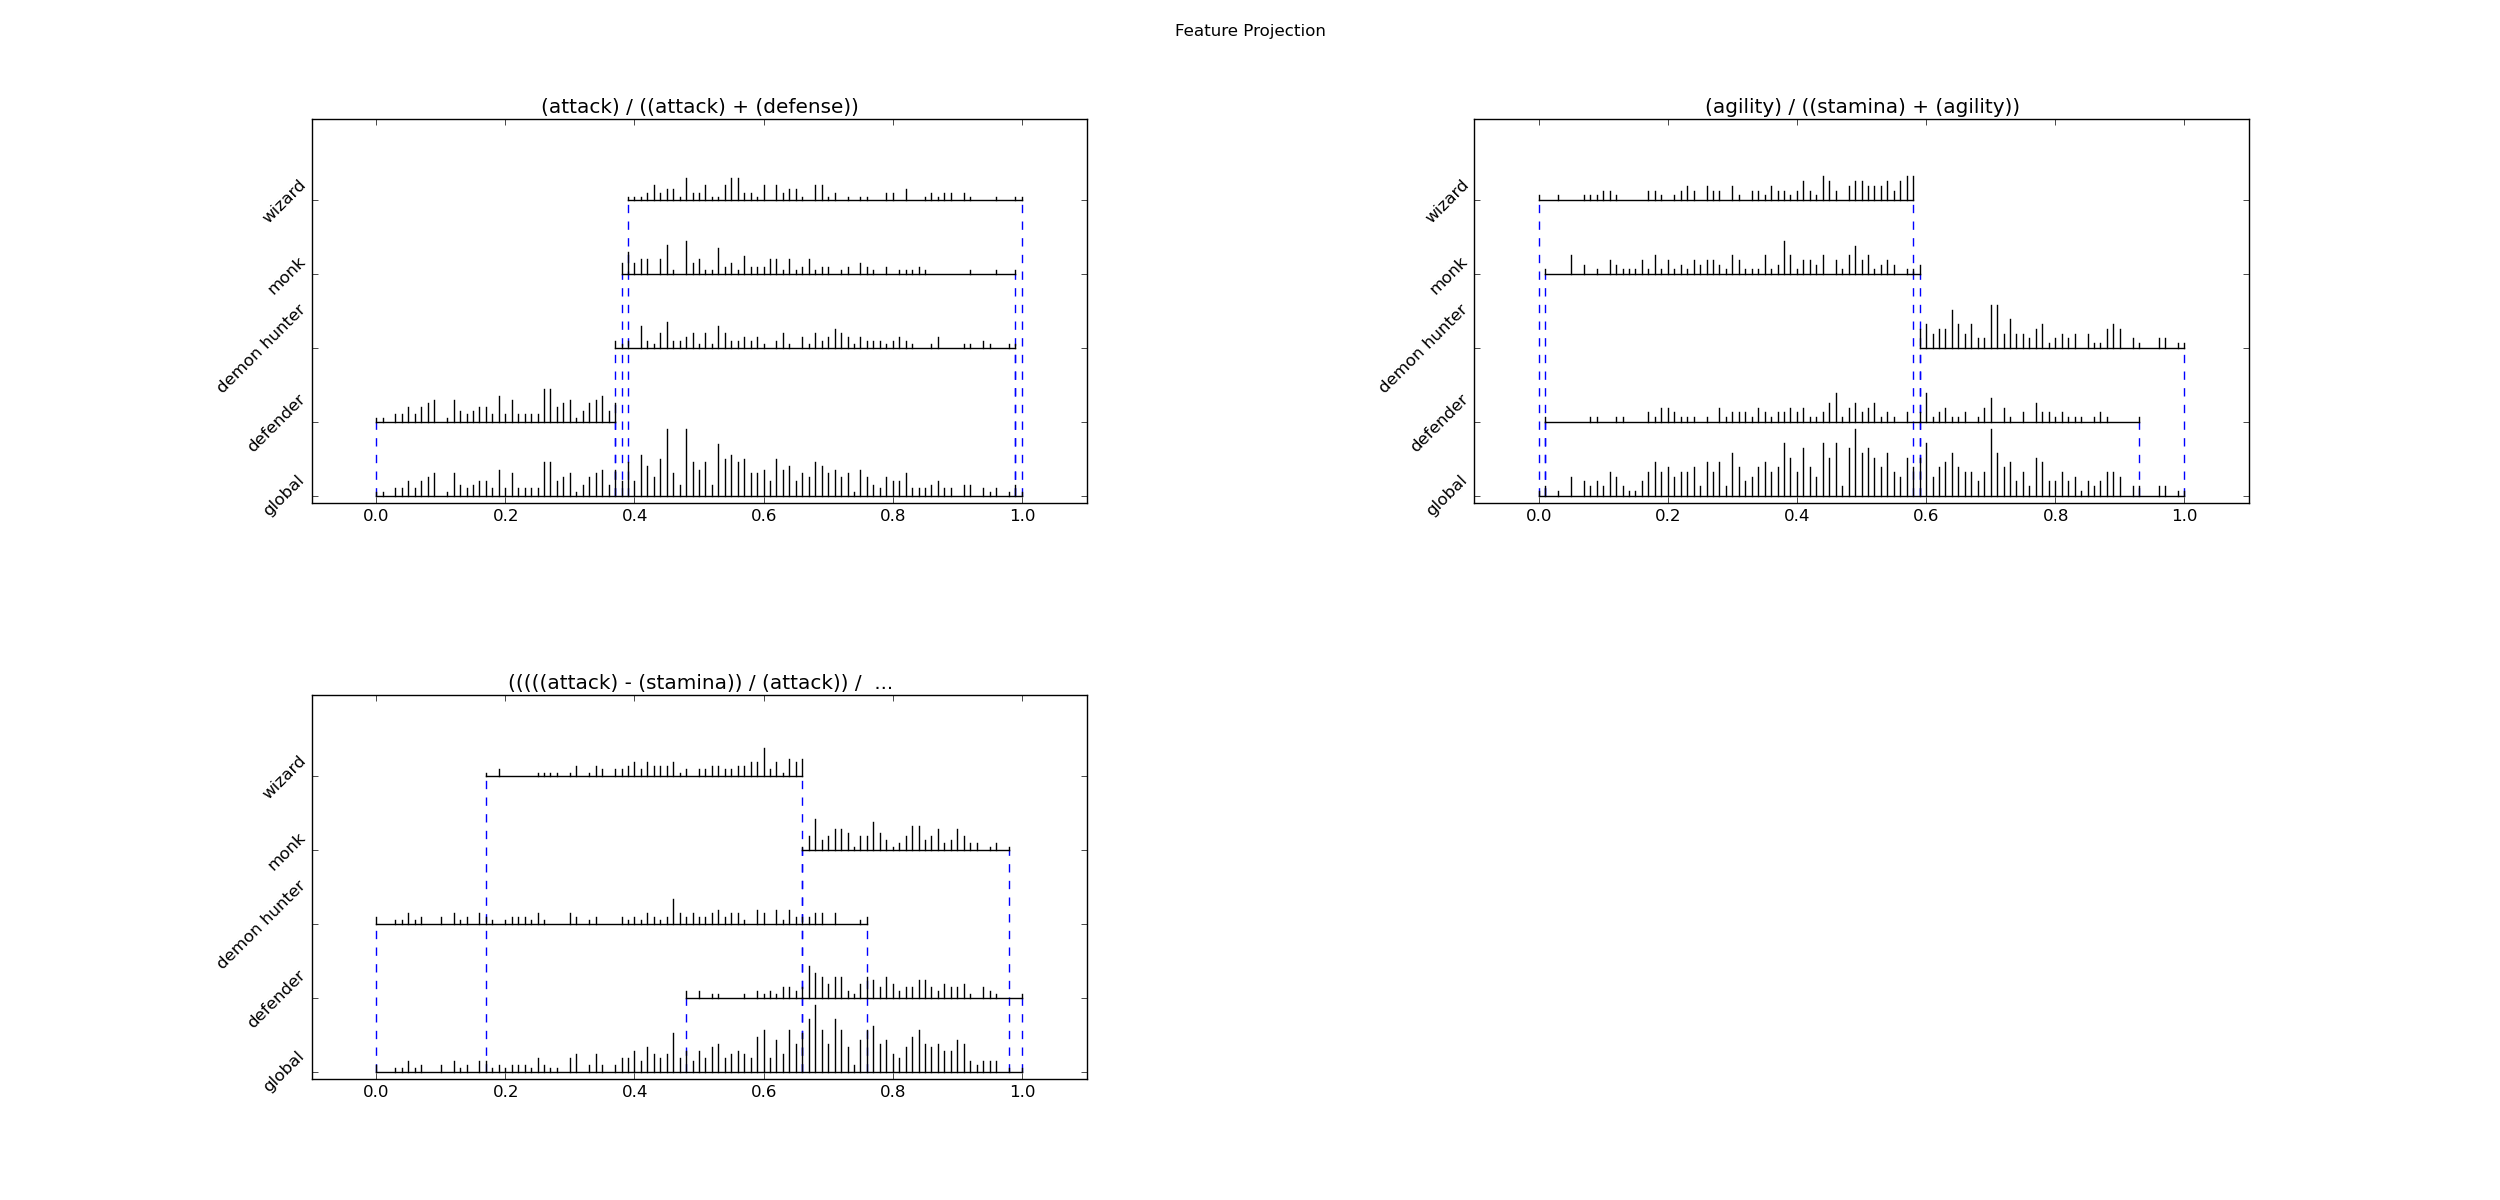 Feature Projection
(attack) / ((attack) + (defense))
wizard
monk
demon hunter
defender
global
0.0 0.2 0.4 0.6 0.8 1.0
(agility) / ((stamina) + (agility))
wizard
monk
demon hunter
defender
global
0.0 0.2 0.4 0.6 0.8 1.0
(((((attack) - (stamina)) / (attack)) / ...
wizard
monk
demon hunter
defender
global
0.0 0.2 0.4 0.6 0.8 1.0